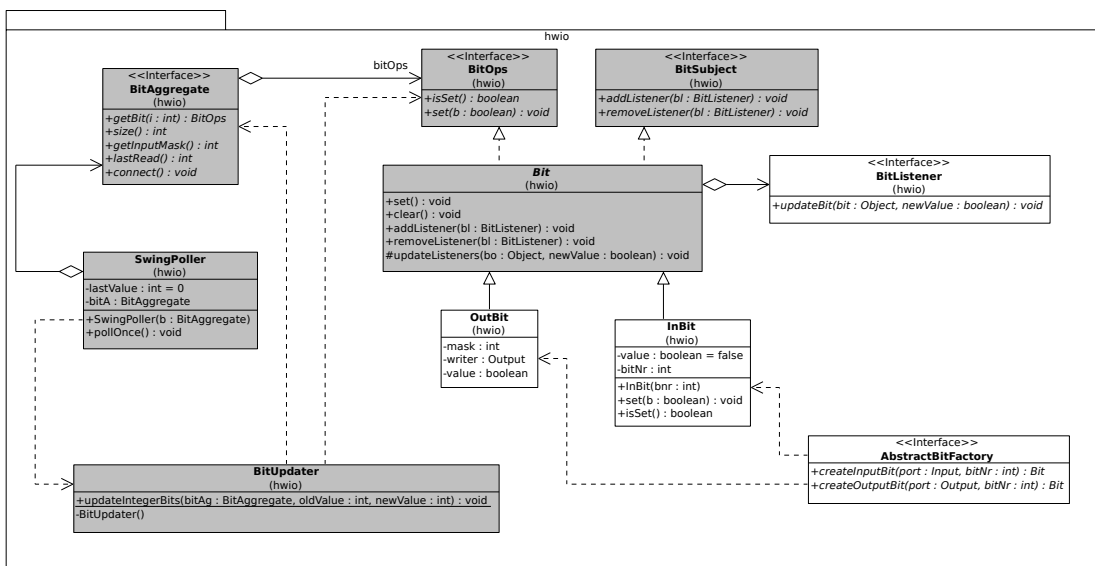 hwio
<<Interface>>
BitAggregate
(hwio)
+getBit(i : int) : BitOps
+size() : int
+getInputMask() : int
+lastRead() : int
+connect() : void
bitOps
<<Interface>>
BitOps
(hwio)
+isSet() : boolean
+set(b : boolean) : void
<<Interface>>
BitSubject
(hwio)
+addListener(bl : BitListener) : void
+removeListener(bl : BitListener) : void
Bit
(hwio)
+set() : void
+clear() : void
+addListener(bl : BitListener) : void
+removeListener(bl : BitListener) : void
#updateListeners(bo : Object, newValue : boolean) : void
<<Interface>>
BitListener
(hwio)
+updateBit(bit : Object, newValue : boolean) : void
SwingPoller
(hwio)
-lastValue : int = 0
-bitA : BitAggregate
+SwingPoller(b : BitAggregate)
+pollOnce() : void
OutBit
(hwio)
-mask : int
-writer : Output
-value : boolean
InBit
(hwio)
-value : boolean = false
-bitNr : int
+InBit(bnr : int)
+set(b : boolean) : void
+isSet() : boolean
<<Interface>>
AbstractBitFactory
(hwio)
+createInputBit(port : Input, bitNr : int) : Bit
+createOutputBit(port : Output, bitNr : int) : Bit
BitUpdater
(hwio)
+updateIntegerBits(bitAg : BitAggregate, oldValue : int, newValue : int) : void
-BitUpdater()